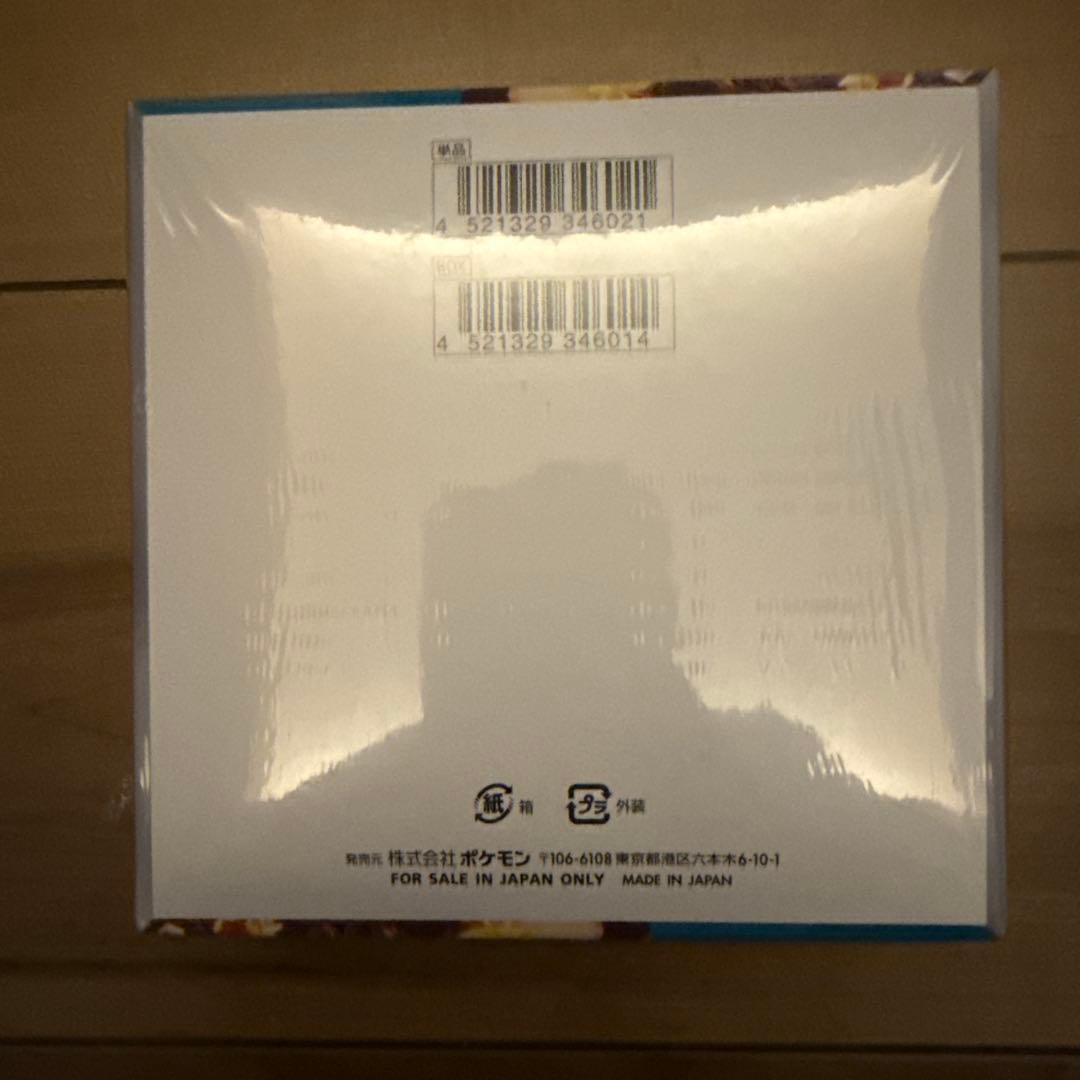 単品
4 521329 346021
BOX
4 521329 346014
紙 箱 プラ 外装
発売元 株式会社 ポケモン 〒106-6108 東京都港区六本木6-10-1
FOR SALE IN JAPAN ONLY MADE IN JAPAN